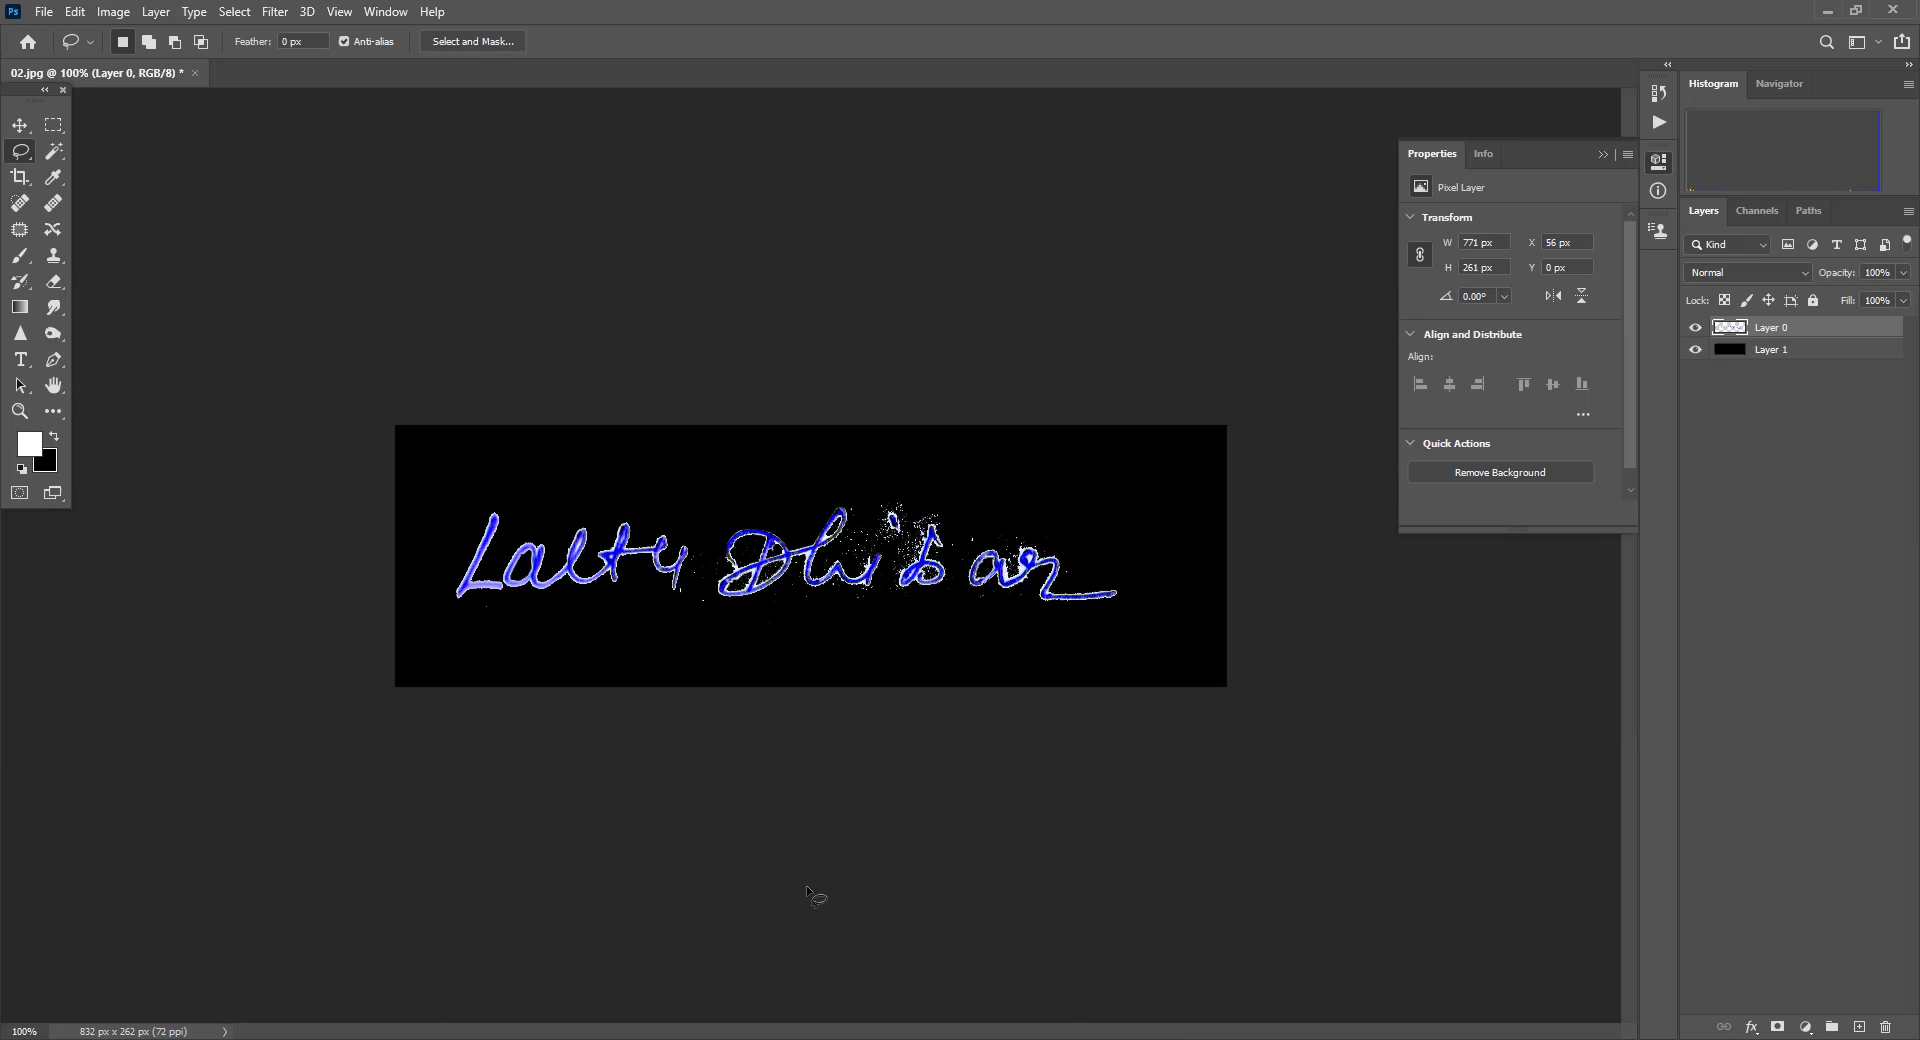 Ps File Edit Image Layer Type Select Filter 3D View Window Help
Feather: 0 px Anti-alias Select and Mask...
02.jpg @ 100% (Layer 0, RGB/8) *
Histogram Navigator
Properties Info
Pixel Layer
Transform
W 771 px X 56 px
H 261 px Y 0 px
0.00°
Align and Distribute
Align:
Quick Actions
Remove Background
Layers Channels Paths
Kind
Normal Opacity: 100%
Lock: Fill: 100%
Layer 0
Layer 1
fx
100% 832 px x 262 px (72 ppi)